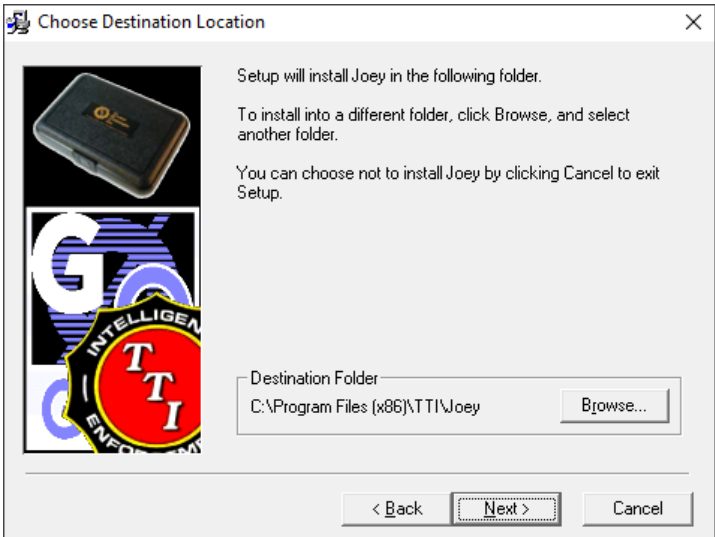 Choose Destination Location
Setup will install Joey in the following folder.
To install into a different folder, click Browse, and select
another folder.
You can choose not to install Joey by clicking Cancel to exit
Setup.
G
INTELLIGEN
TTI
ENFORCEMEN
Destination Folder
C:\Program Files (x86)\TTI\Joey
Browse...
< Back
Next >
Cancel